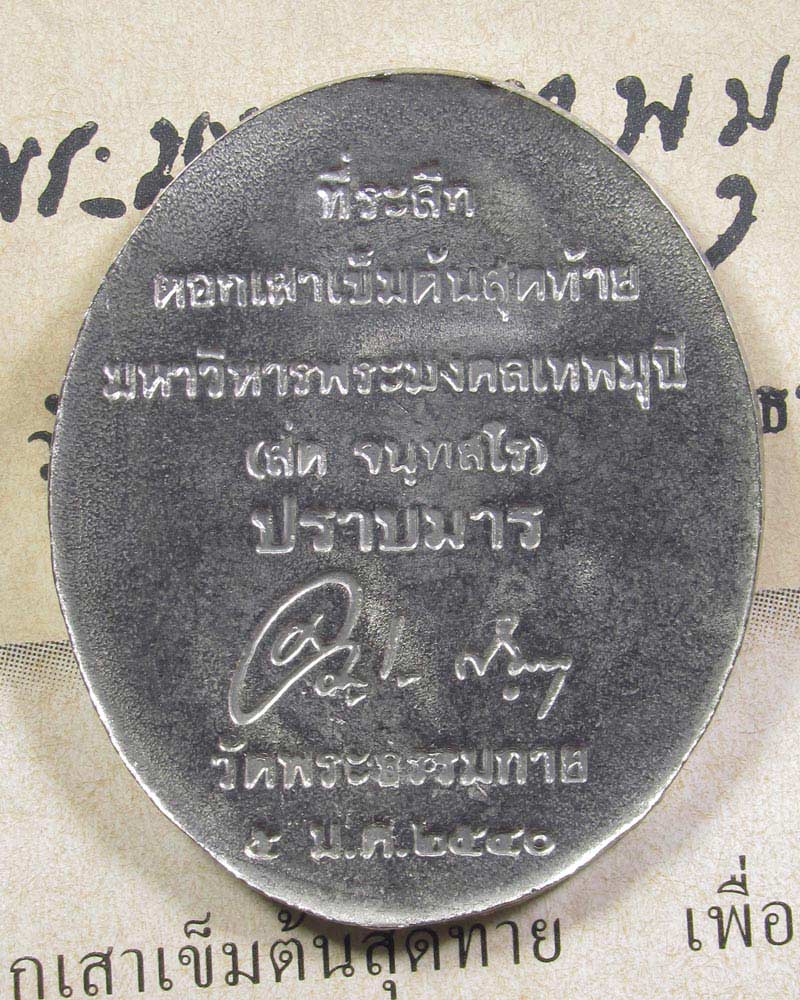 ที่ระลึก
ตอกเสาเข็มต้นสุดท้าย
มหาวิหารพระมงคลเทพมุนี
(สด จนฺทสโร)
ปราบมาร
วัดพระธรรมกาย
๕ ม.ค.๒๕๔๐
กเสาเข็มต้นสุดท้าย เพื่อ